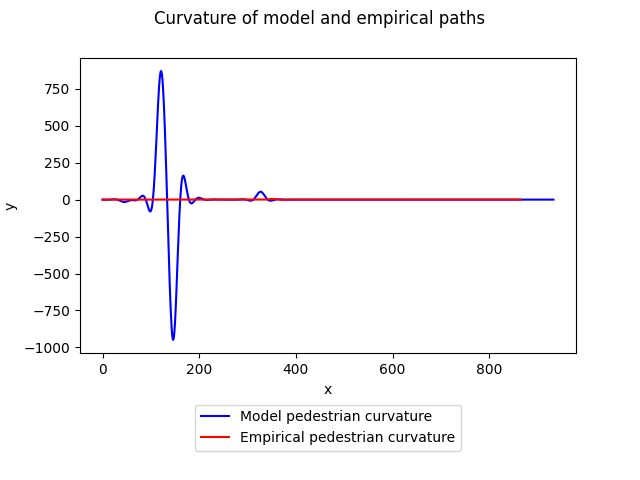 Curvature of model and empirical paths
750
500
250
0
−250
−500
−750
−1000
y
0 200 400 600 800
x
Model pedestrian curvature
Empirical pedestrian curvature